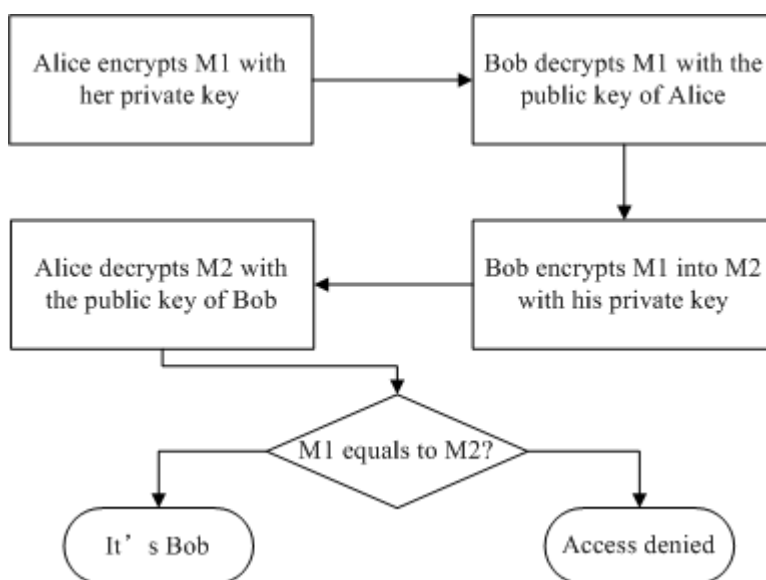 Alice encrypts M1 with
her private key
Bob decrypts M1 with the
public key of Alice
Alice decrypts M2 with
the public key of Bob
Bob encrypts M1 into M2
with his private key
M1 equals to M2?
It’s Bob
Access denied